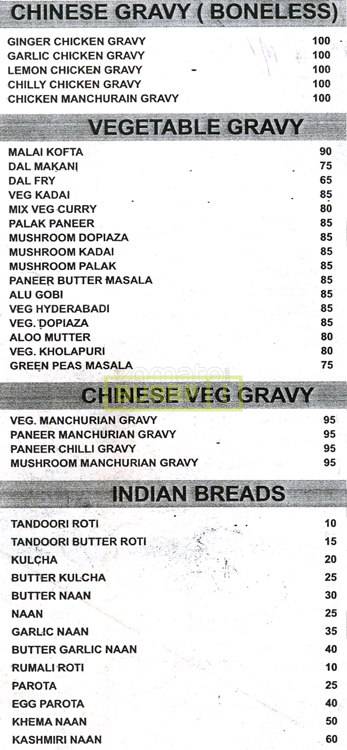 CHINESE GRAVY ( BONELESS)
GINGER CHICKEN GRAVY 100
GARLIC CHICKEN GRAVY 100
LEMON CHICKEN GRAVY 100
CHILLY CHICKEN GRAVY 100
CHICKEN MANCHURAIN GRAVY 100
VEGETABLE GRAVY
MALAI KOFTA 90
DAL MAKANI 75
DAL FRY 65
VEG KADAI 85
MIX VEG CURRY 80
PALAK PANEER 85
MUSHROOM DOPIAZA 85
MUSHROOM KADAI 85
MUSHROOM PALAK 85
PANEER BUTTER MASALA 85
ALU GOBI 85
VEG HYDERABADI 85
VEG. DOPIAZA 85
ALOO MUTTER 80
VEG. KHOLAPURI 80
GREEN PEAS MASALA 75
CHINESE VEG GRAVY
VEG. MANCHURIAN GRAVY 95
PANEER MANCHURIAN GRAVY 95
PANEER CHILLI GRAVY 95
MUSHROOM MANCHURIAN GRAVY 95
INDIAN BREADS
TANDOORI ROTI 10
TANDOORI BUTTER ROTI 15
KULCHA 20
BUTTER KULCHA 25
BUTTER NAAN 30
NAAN 25
GARLIC NAAN 35
BUTTER GARLIC NAAN 40
RUMALI ROTI 10
PAROTA 25
EGG PAROTA 40
KHEMA NAAN 50
KASHMIRI NAAN 60